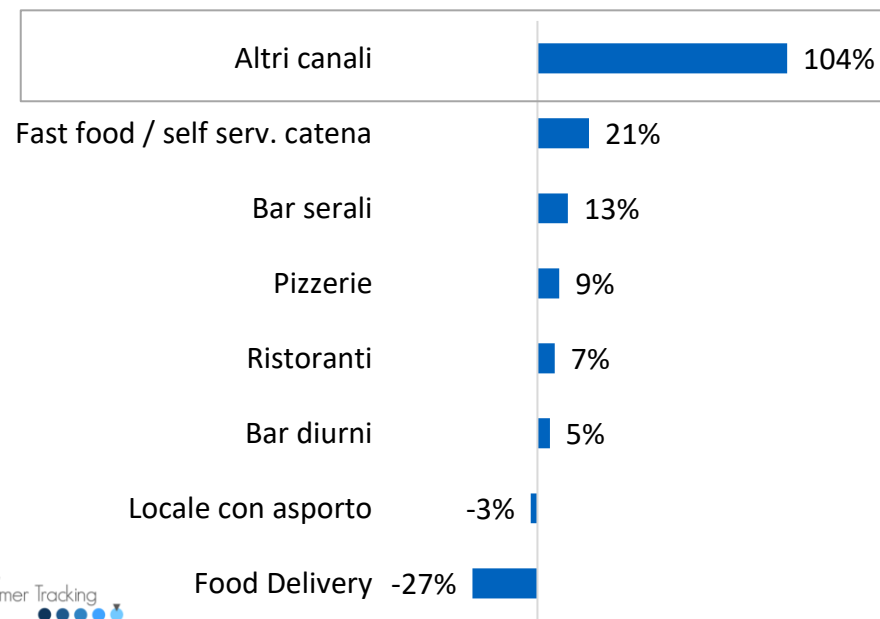 Altri canali 104%
Fast food / self serv. catena 21%
Bar serali 13%
Pizzerie 9%
Ristoranti 7%
Bar diurni 5%
Locale con asporto -3%
Food Delivery -27%
Tracking